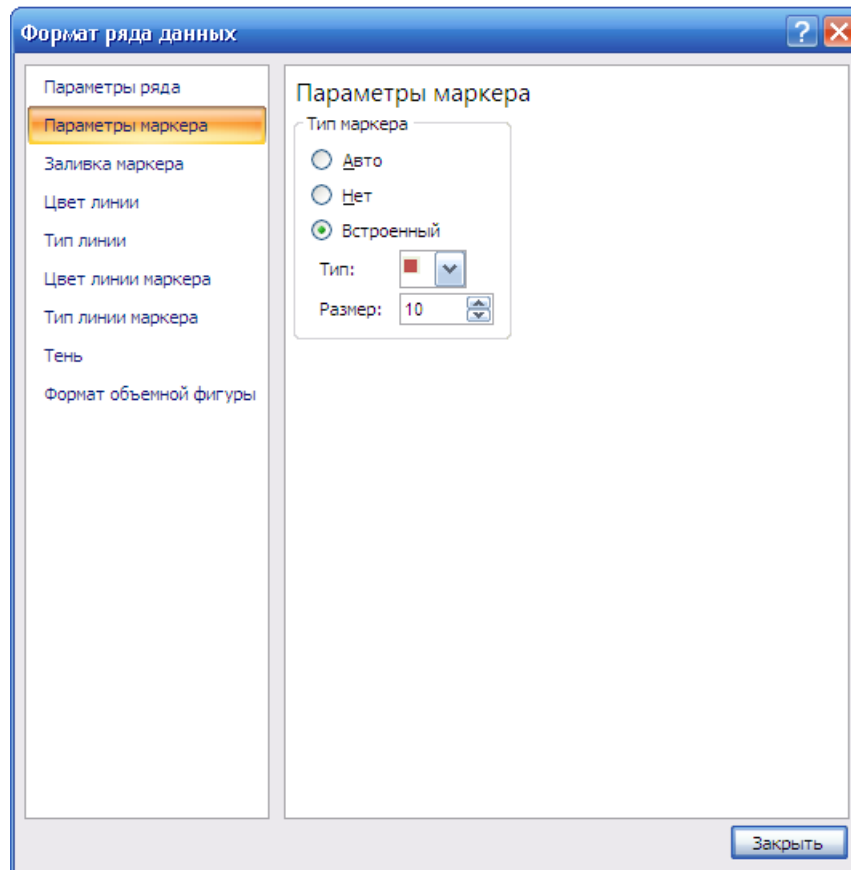 Формат ряда данных
Параметры ряда
Параметры маркера
Заливка маркера
Цвет линии
Тип линии
Цвет линии маркера
Тип линии маркера
Тень
Формат объемной фигуры
Параметры маркера
Тип маркера
Авто
Нет
Встроенный
Тип:
Размер: 10
Закрыть